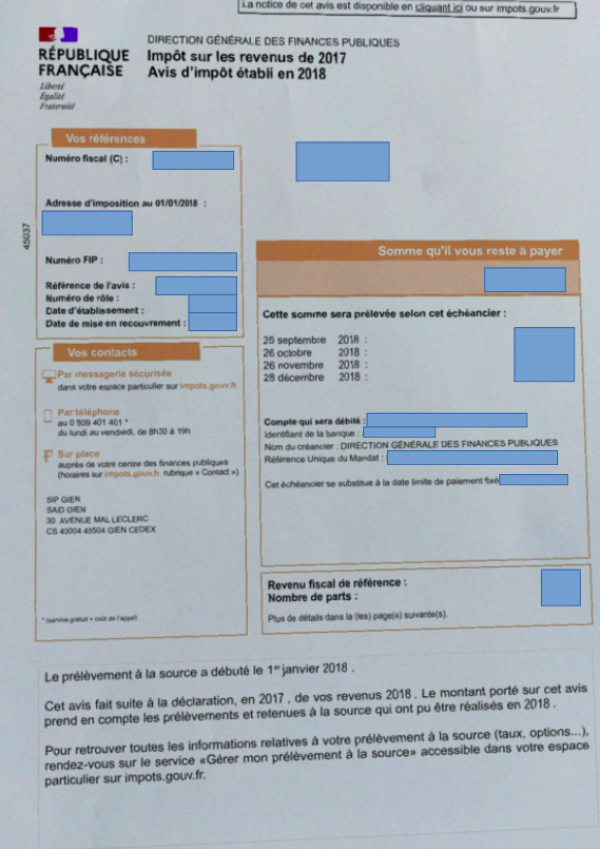 La notice de cet avis est disponible en cliquant ici ou sur impots.gouv.fr
RÉPUBLIQUE
FRANÇAISE
Liberté
Égalité
Fraternité
DIRECTION GÉNÉRALE DES FINANCES PUBLIQUES
Impôt sur les revenus de 2017
Avis d'impôt établi en 2018
Vos références
Numéro fiscal (C) :
Adresse d'imposition au 01/01/2018 :
45037
Numéro FIP :
Référence de l'avis :
Numéro de rôle :
Date d'établissement :
Date de mise en recouvrement :
Vos contacts
Par messagerie sécurisée
dans votre espace particulier sur impots.gouv.fr
Par téléphone
au 0 809 401 401 *
du lundi au vendredi, de 8h30 à 19h
Sur place
auprès de votre centre des finances publiques
(horaires sur impots.gouv.fr, rubrique « Contact »)
SIP GIEN
SAID GIEN
30 AVENUE MAL LECLERC
CS 40004 45504 GIEN CEDEX
* (service gratuit + coût de l'appel)
Somme qu'il vous reste à payer
Cette somme sera prélevée selon cet échéancier :
25 septembre 2018 :
26 octobre 2018 :
26 novembre 2018 :
28 décembre 2018 :
Compte qui sera débité :
Identifiant de la banque :
Nom du créancier : DIRECTION GÉNÉRALE DES FINANCES PUBLIQUES
Référence Unique du Mandat :
Cet échéancier se substitue à la date limite de paiement fixé
Revenu fiscal de référence :
Nombre de parts :
Plus de détails dans la (les) page(s) suivante(s).
Le prélèvement à la source a débuté le 1er janvier 2018 .
Cet avis fait suite à la déclaration, en 2017 , de vos revenus 2018 . Le montant porté sur cet avis
prend en compte les prélèvements et retenues à la source qui ont pu être réalisés en 2018 .
Pour retrouver toutes les informations relatives à votre prélèvement à la source (taux, options...),
rendez-vous sur le service «Gérer mon prélèvement à la source» accessible dans votre espace
particulier sur impots.gouv.fr.